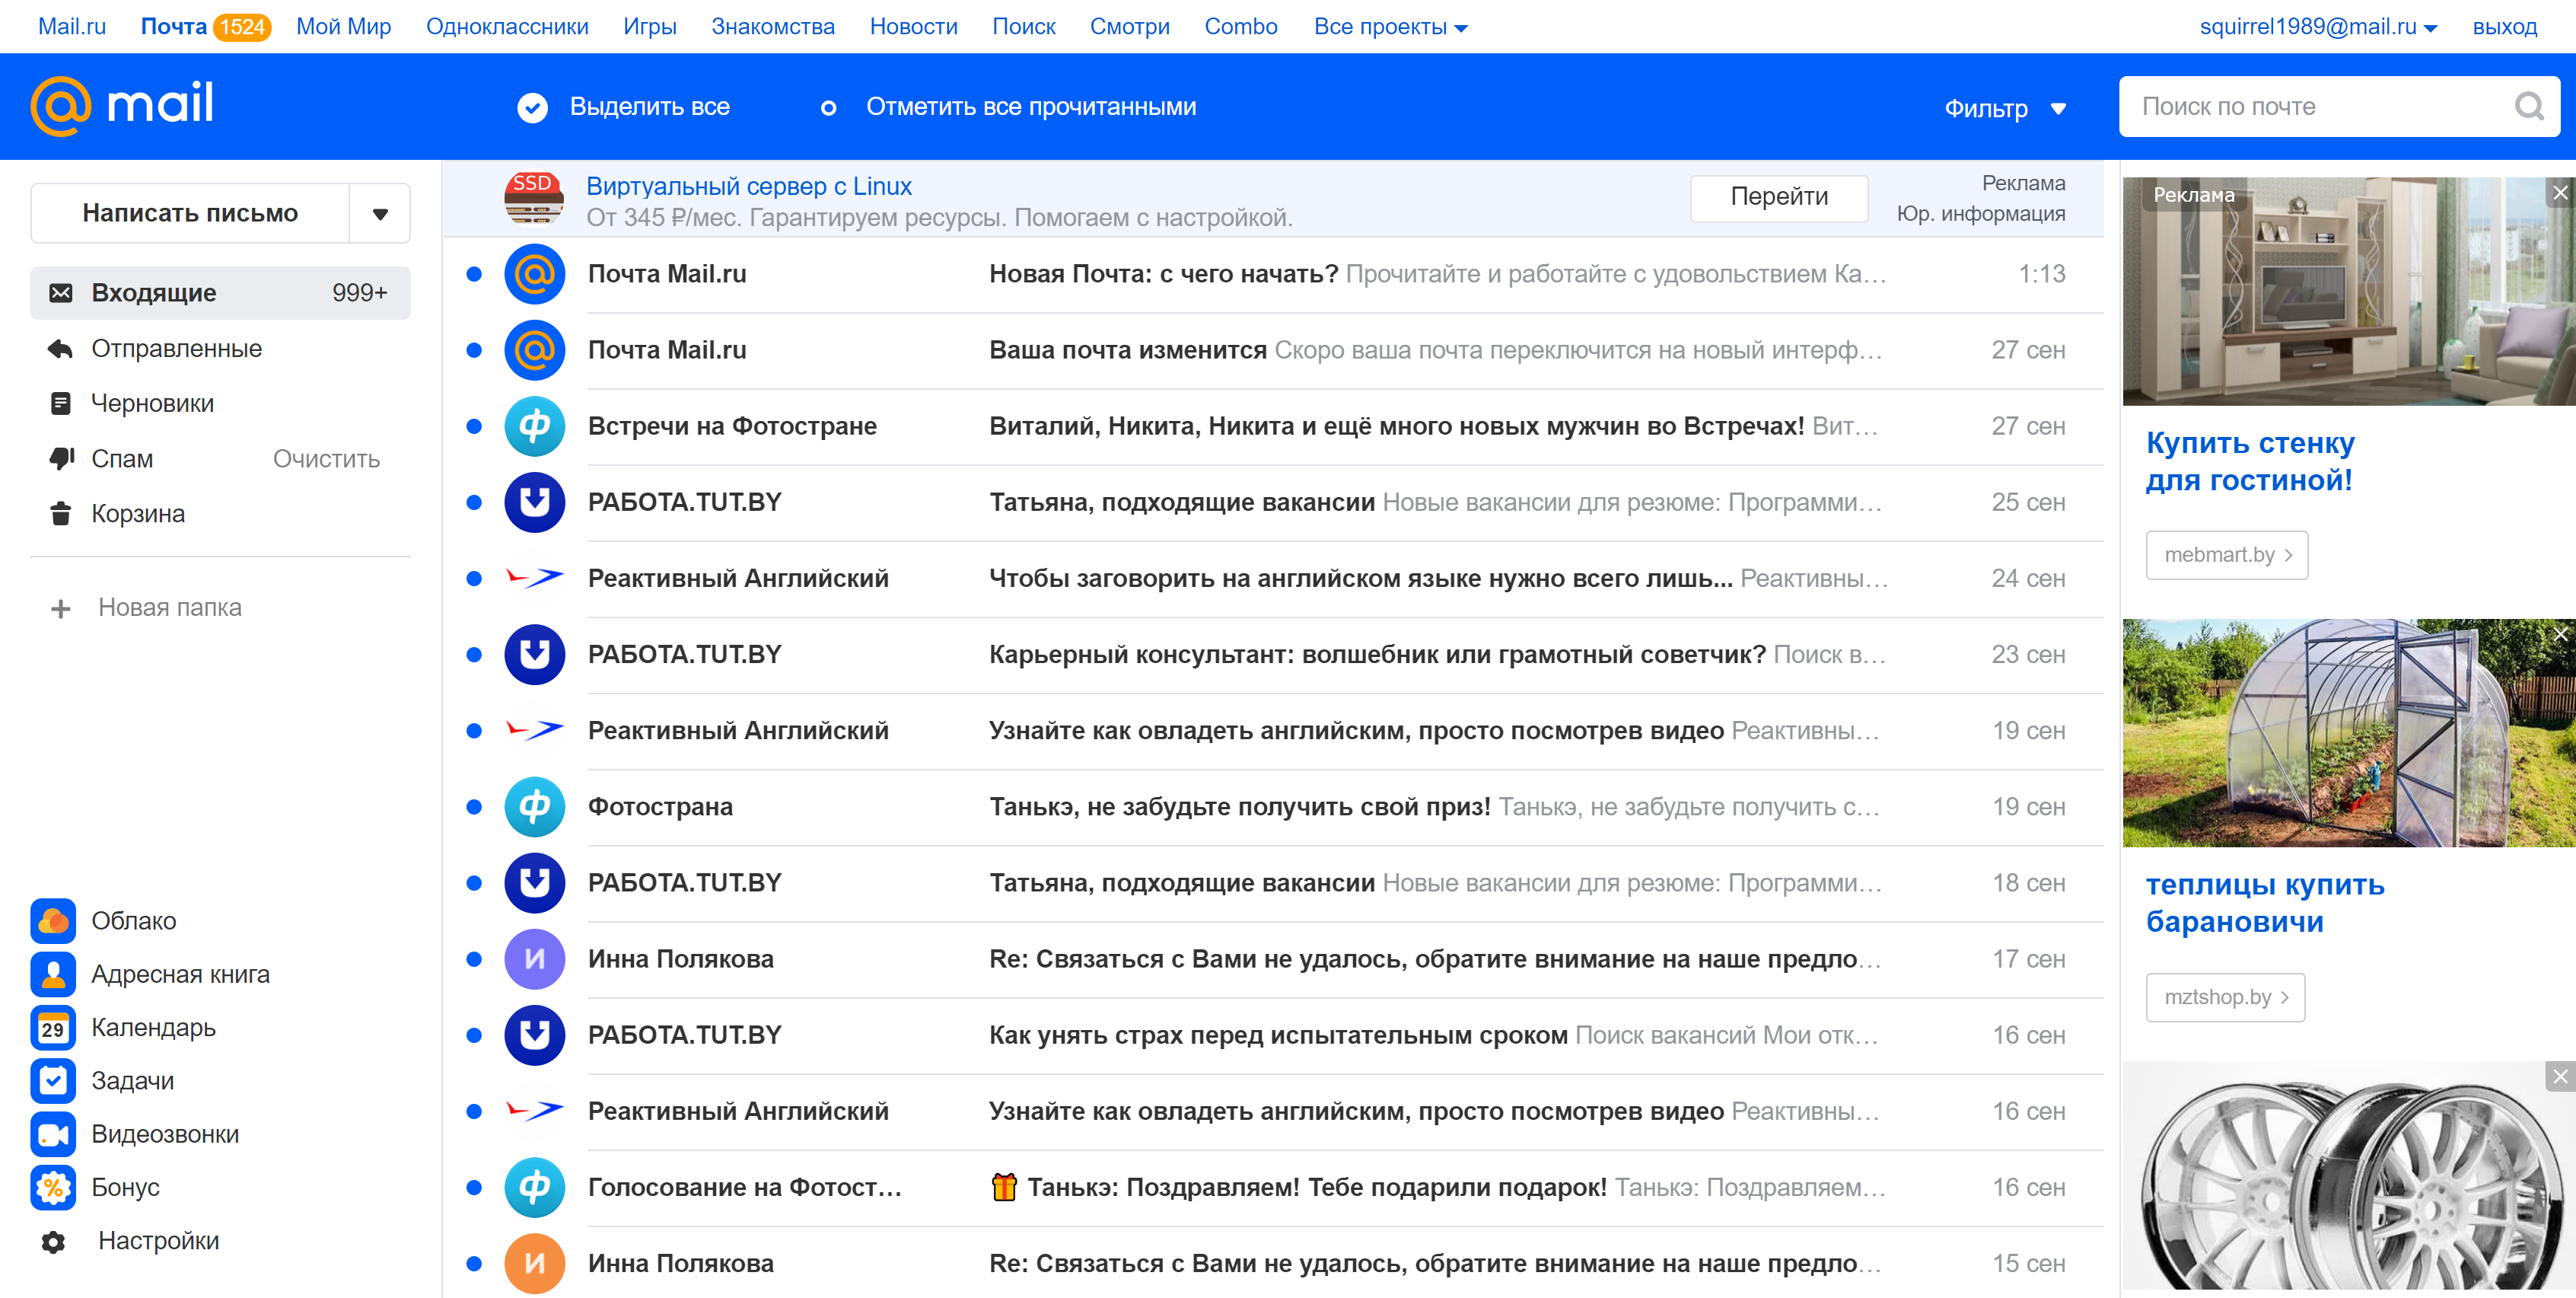 Mail.ru Почта 1524 Мой Мир Одноклассники Игры Знакомства Новости Поиск Смотри Combo Все проекты squirrel1989@mail.ru выход
@mail Выделить все Отметить все прочитанными Фильтр Поиск по почте
Написать письмо
Входящие 999+
Отправленные
Черновики
Спам Очистить
Корзина
Новая папка
Облако
Адресная книга
29 Календарь
Задачи
Видеозвонки
% Бонус
Настройки
SSD Виртуальный сервер с Linux Перейти Реклама
От 345 ₽/мес. Гарантируем ресурсы. Помогаем с настройкой. Юр. информация
@ Почта Mail.ru Новая Почта: с чего начать? Прочитайте и работайте с удовольствием Ка... 1:13
@ Почта Mail.ru Ваша почта изменится Скоро ваша почта переключится на новый интерф... 27 сен
Ф Встречи на Фотостране Виталий, Никита, Никита и ещё много новых мужчин во Встречах! Вит... 27 сен
РАБОТА.TUT.BY Татьяна, подходящие вакансии Новые вакансии для резюме: Программи... 25 сен
Реактивный Английский Чтобы заговорить на английском языке нужно всего лишь... Реактивны... 24 сен
РАБОТА.TUT.BY Карьерный консультант: волшебник или грамотный советчик? Поиск в... 23 сен
Реактивный Английский Узнайте как овладеть английским, просто посмотрев видео Реактивны... 19 сен
Ф Фотострана Танькэ, не забудьте получить свой приз! Танькэ, не забудьте получить с... 19 сен
РАБОТА.TUT.BY Татьяна, подходящие вакансии Новые вакансии для резюме: Программи... 18 сен
И Инна Полякова Re: Связаться с Вами не удалось, обратите внимание на наше предло... 17 сен
РАБОТА.TUT.BY Как унять страх перед испытательным сроком Поиск вакансий Мои отк... 16 сен
Реактивный Английский Узнайте как овладеть английским, просто посмотрев видео Реактивны... 16 сен
Ф Голосование на Фотост... Танькэ: Поздравляем! Тебе подарили подарок! Танькэ: Поздравляем... 16 сен
И Инна Полякова Re: Связаться с Вами не удалось, обратите внимание на наше предло... 15 сен
Реклама
Купить стенку
для гостиной!
mebmart.by
теплицы купить
барановичи
mztshop.by